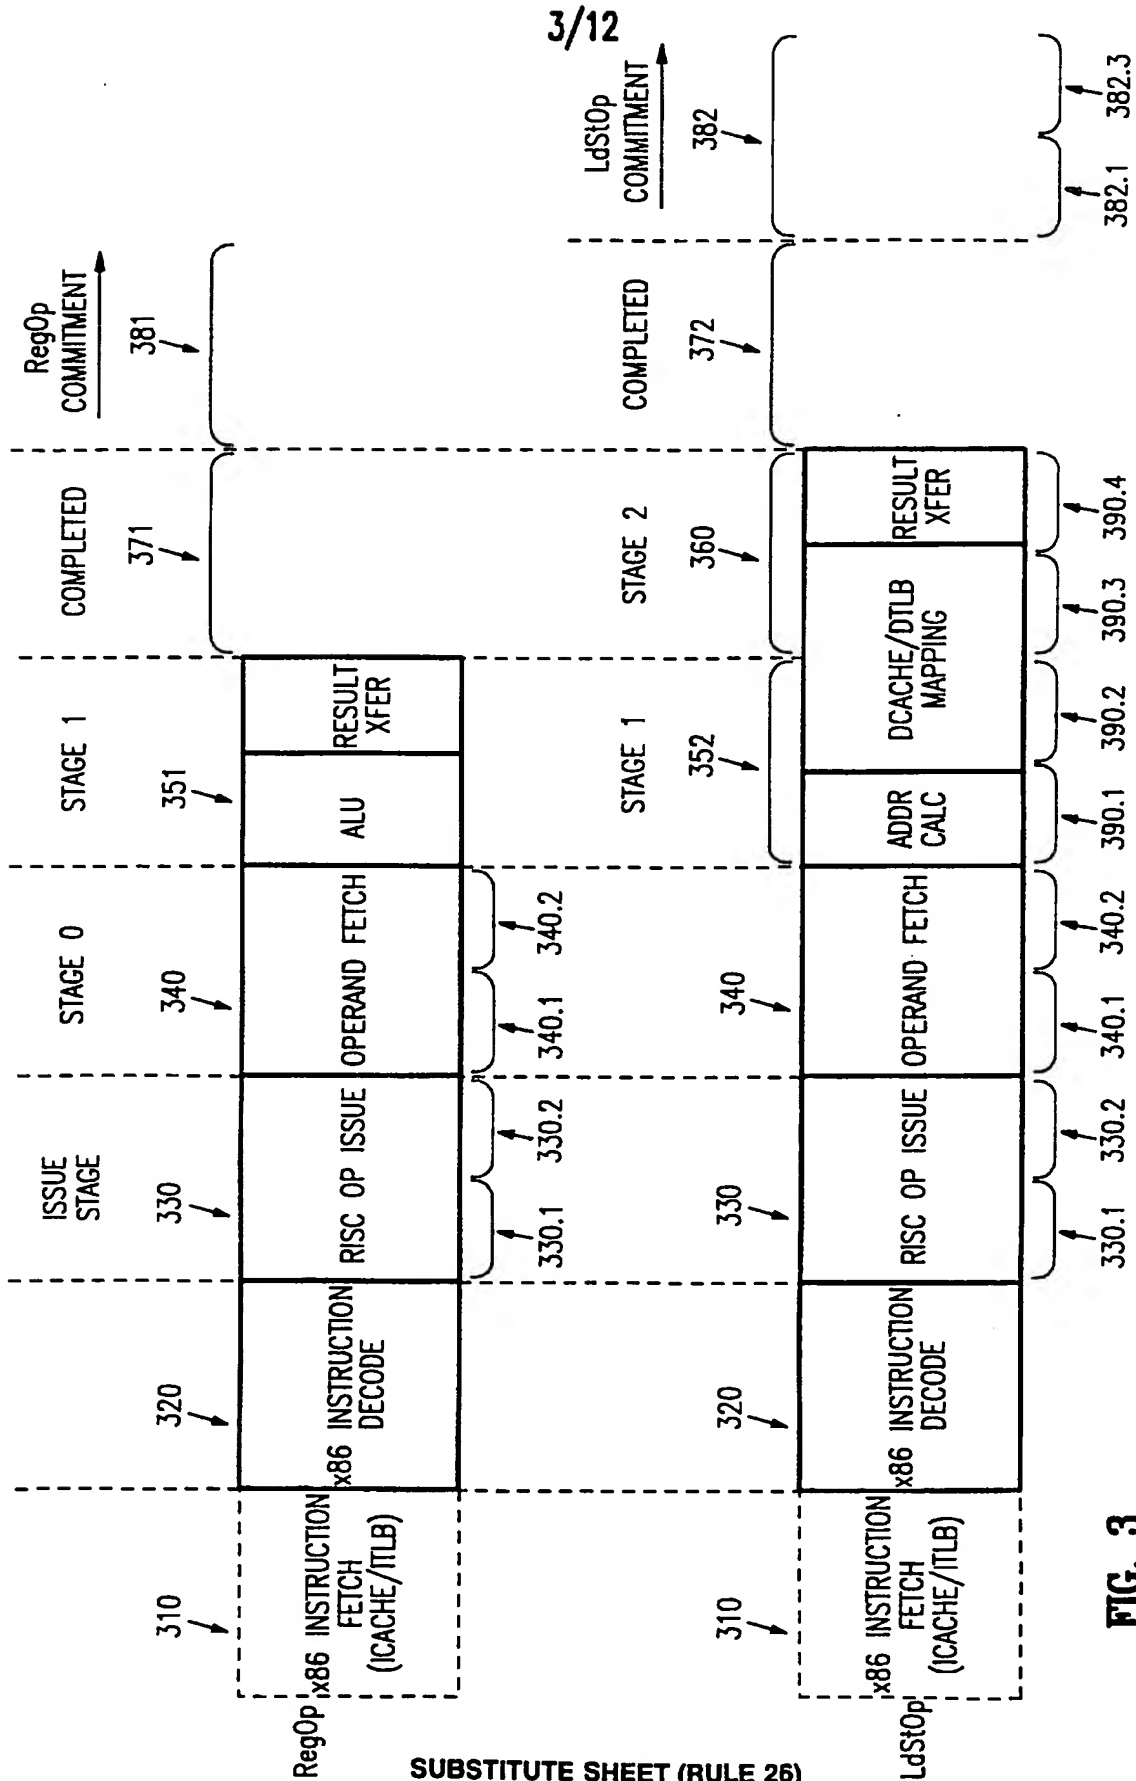 3/12
ISSUE
STAGE
STAGE 0
STAGE 1
COMPLETED
RegOp
COMMITMENT
310
320
330
340
351
371
381
RegOp
x86 INSTRUCTION
FETCH
(ICACHE/ITLB)
x86 INSTRUCTION
DECODE
RISC OP ISSUE
OPERAND FETCH
ALU
RESULT
XFER
330.1
330.2
340.1
340.2
STAGE 1
STAGE 2
COMPLETED
LdStOp
COMMITMENT
310
320
330
340
352
360
372
382
LdStOp
x86 INSTRUCTION
FETCH
(ICACHE/ITLB)
x86 INSTRUCTION
DECODE
RISC OP ISSUE
OPERAND FETCH
ADDR
CALC
DCACHE/DTLB
MAPPING
RESULT
XFER
330.1
330.2
340.1
340.2
390.1
390.2
390.3
390.4
382.1
382.3
FIG. 3
SUBSTITUTE SHEET (RULE 26)